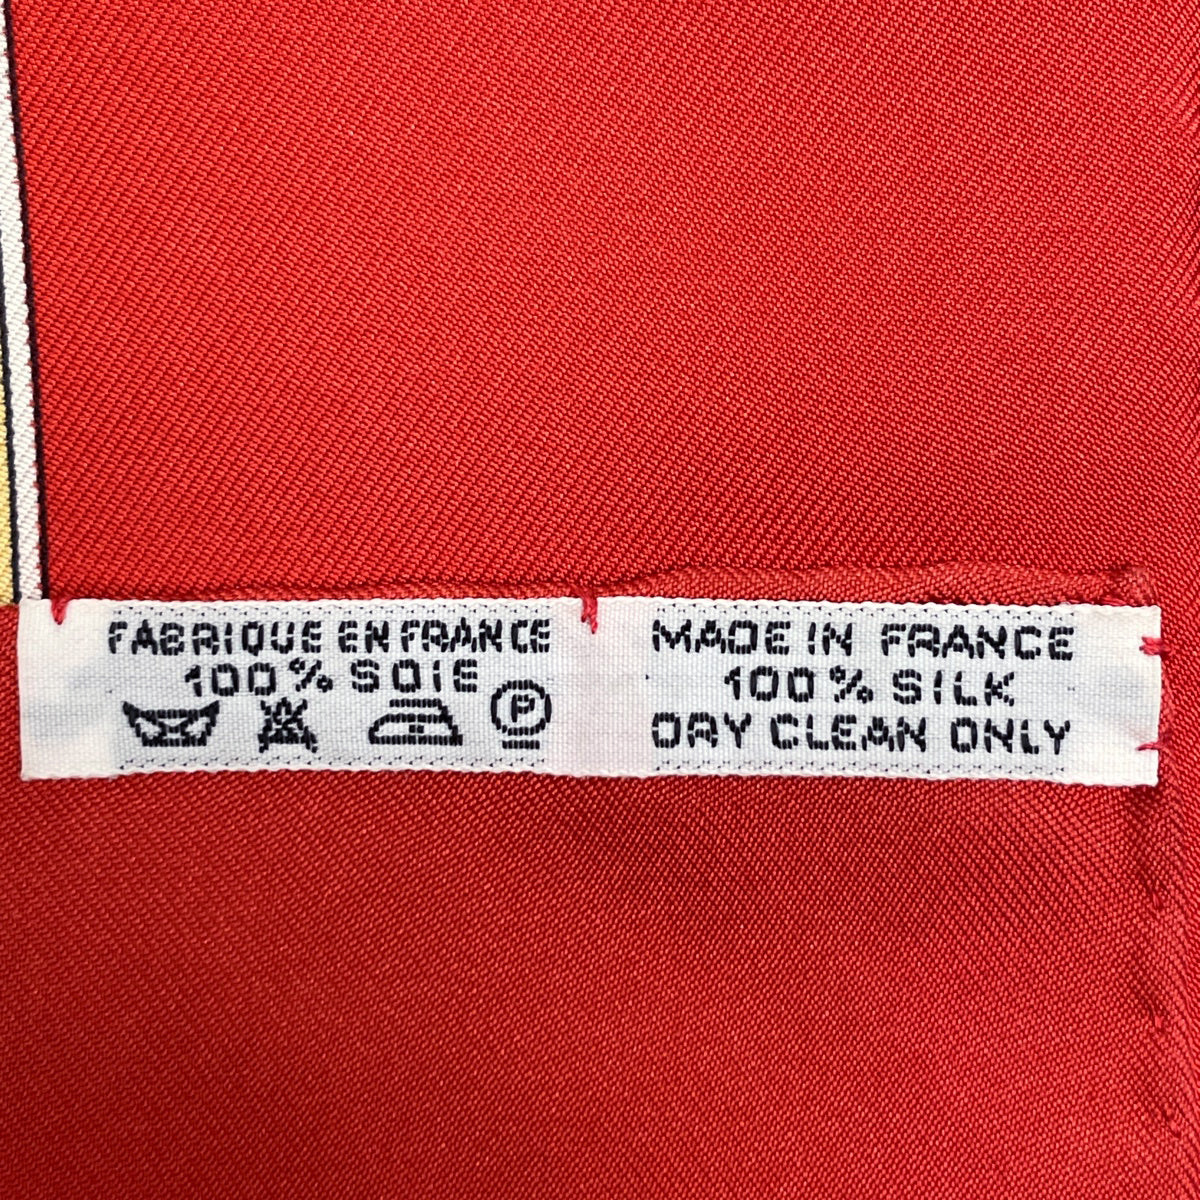 FABRIQUE EN FRANCE
100% SOIE
P
MADE IN FRANCE
100% SILK
DRY CLEAN ONLY